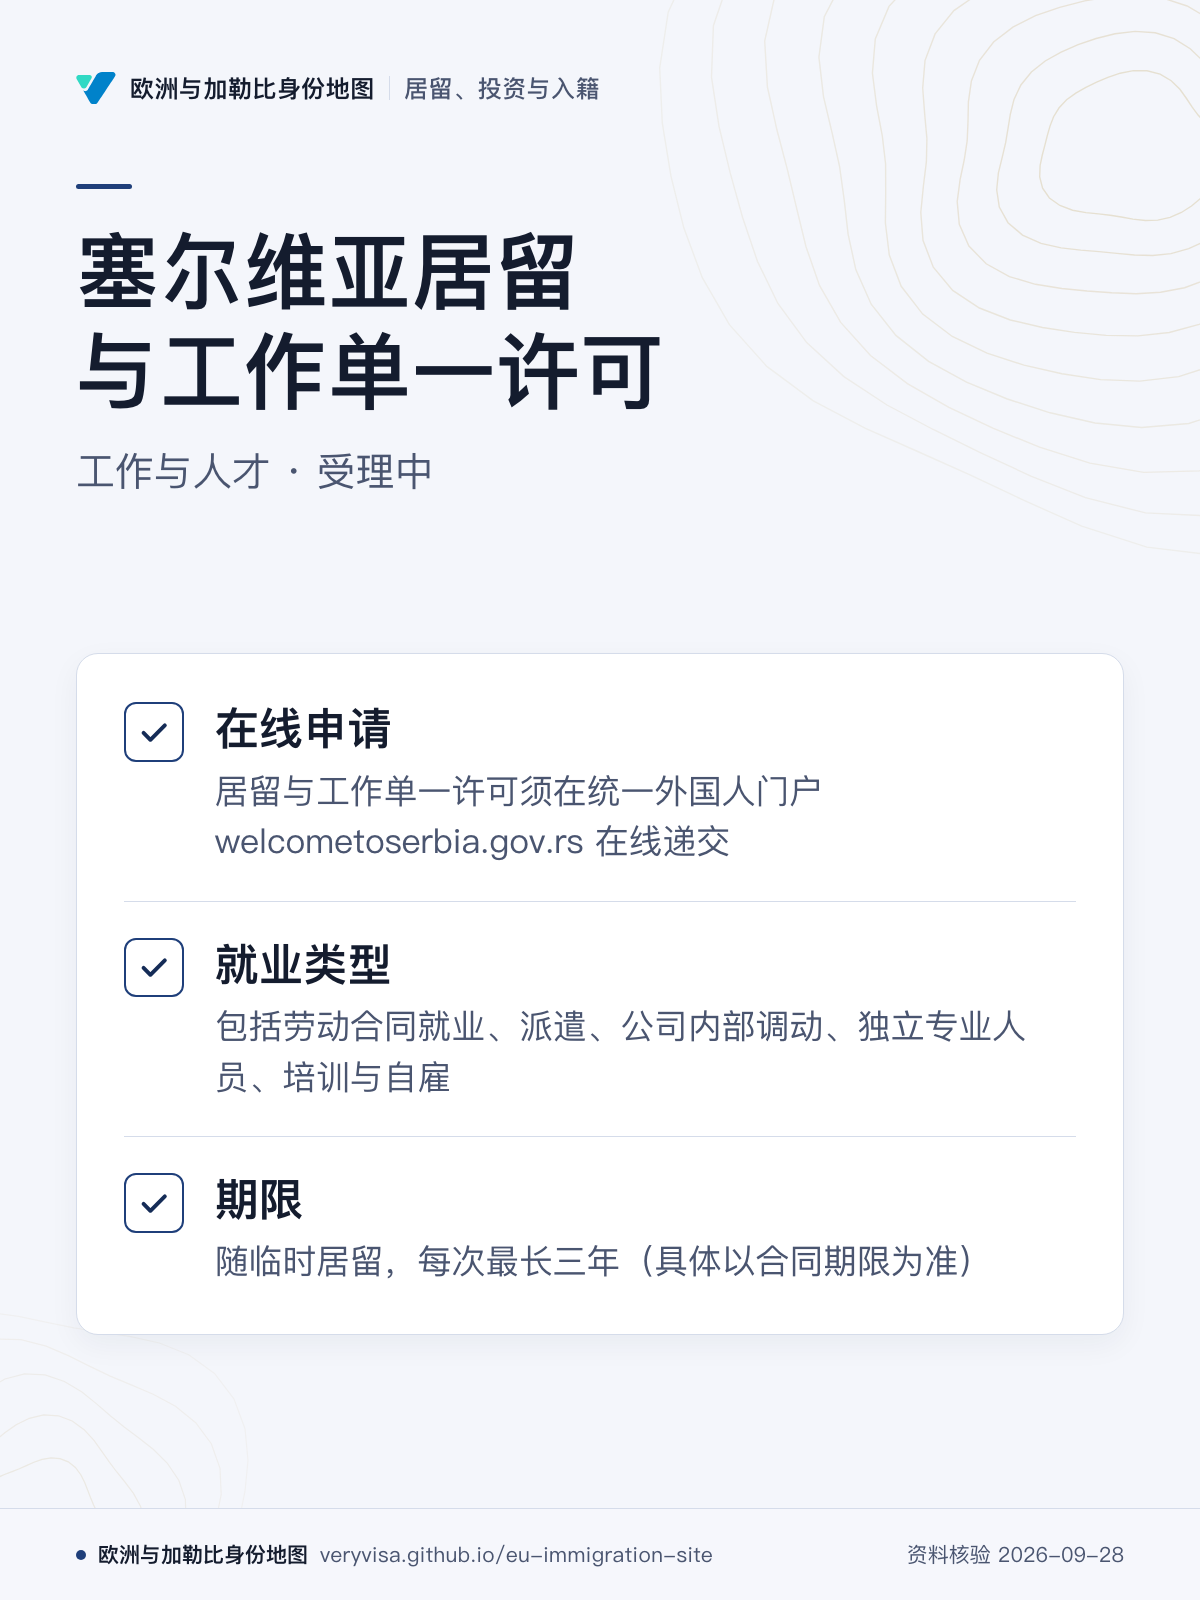 欧洲与加勒比身份地图 居留、投资与入籍
塞尔维亚居留
与工作单一许可
工作与人才 · 受理中
在线申请
居留与工作单一许可须在统一外国人门户
welcometoserbia.gov.rs 在线递交
就业类型
包括劳动合同就业、派遣、公司内部调动、独立专业人
员、培训与自雇
期限
随临时居留，每次最长三年（具体以合同期限为准）
欧洲与加勒比身份地图 veryvisa.github.io/eu-immigration-site 资料核验 2026-09-28